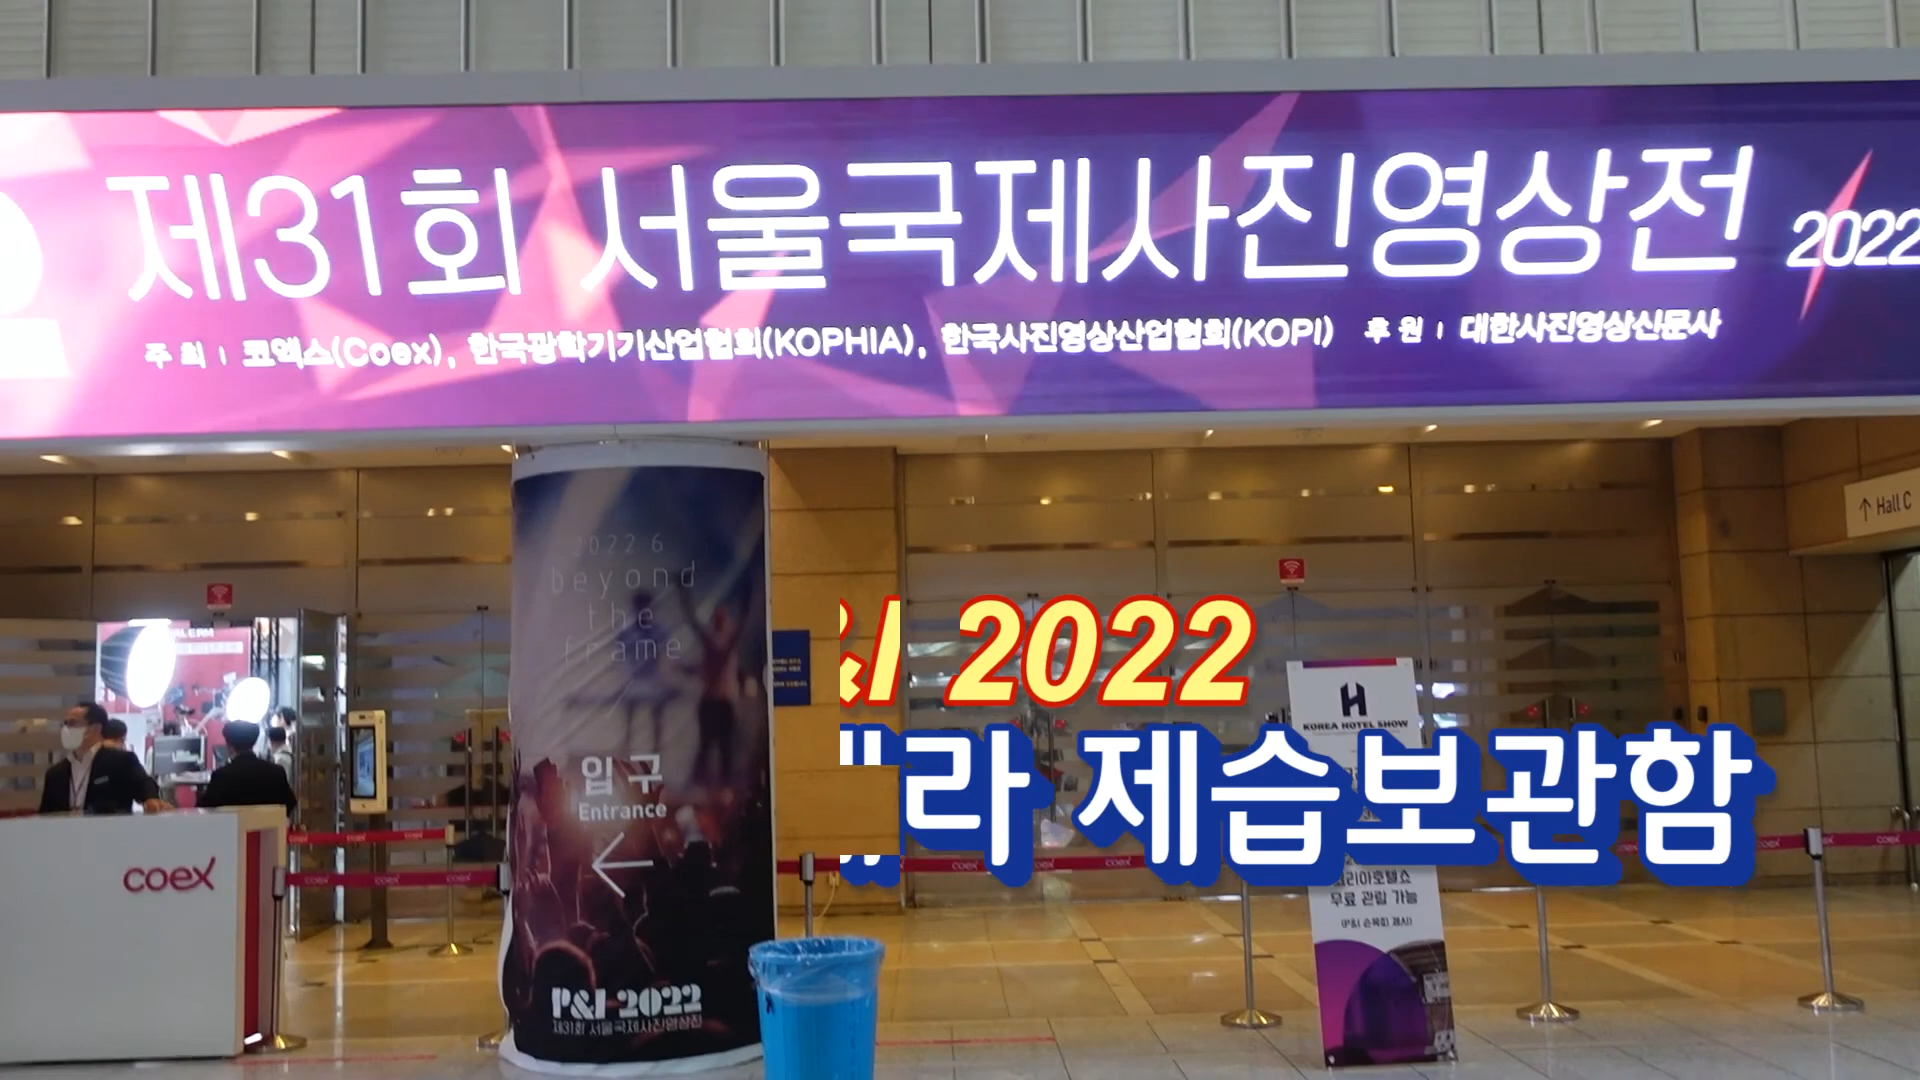 제31회 서울국제사진영상전 2022
주 최 | 코엑스(Coex), 한국광학기기산업협회(KOPHIA), 한국사진영상산업협회(KOPI) 후 원 | 대한사진영상신문사
Hall C
2022 6
beyond
the
frame
&I 2022
라 제습보관함
입구
Entrance
KOREA HOTEL SHOW
coex
무료 관람 가능
P&I 2022
제31회 서울국제사진영상전